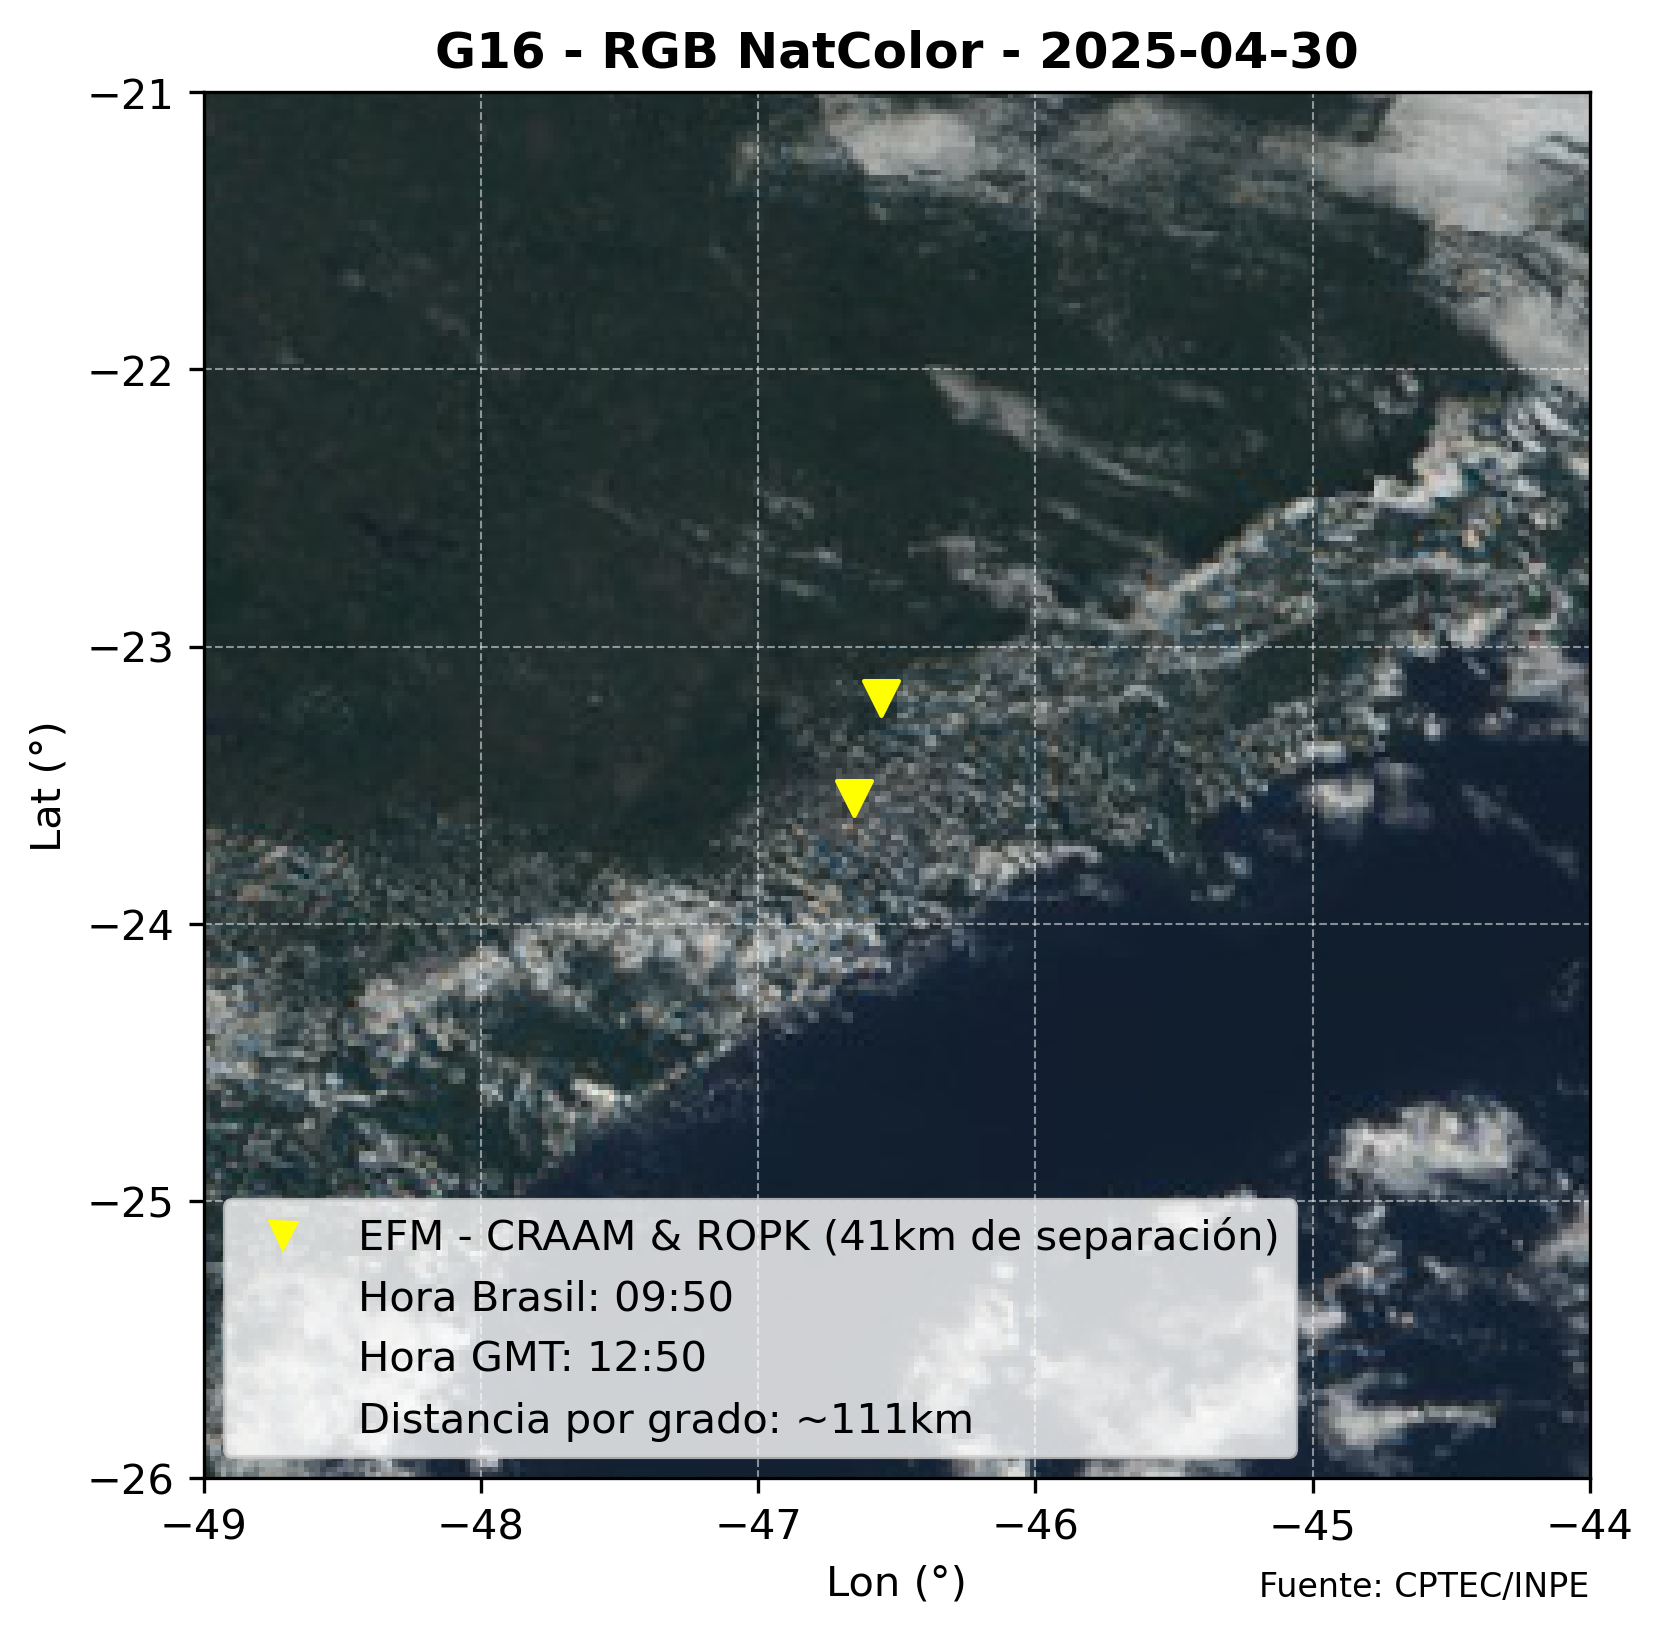 G16 - RGB NatColor - 2025-04-30
−21
−22
−23
−24
−25
−26
Lat (°)
EFM - CRAAM & ROPK (41km de separación)
Hora Brasil: 09:50
Hora GMT: 12:50
Distancia por grado: ~111km
−49 −48 −47 −46 −45 −44
Lon (°)
Fuente: CPTEC/INPE